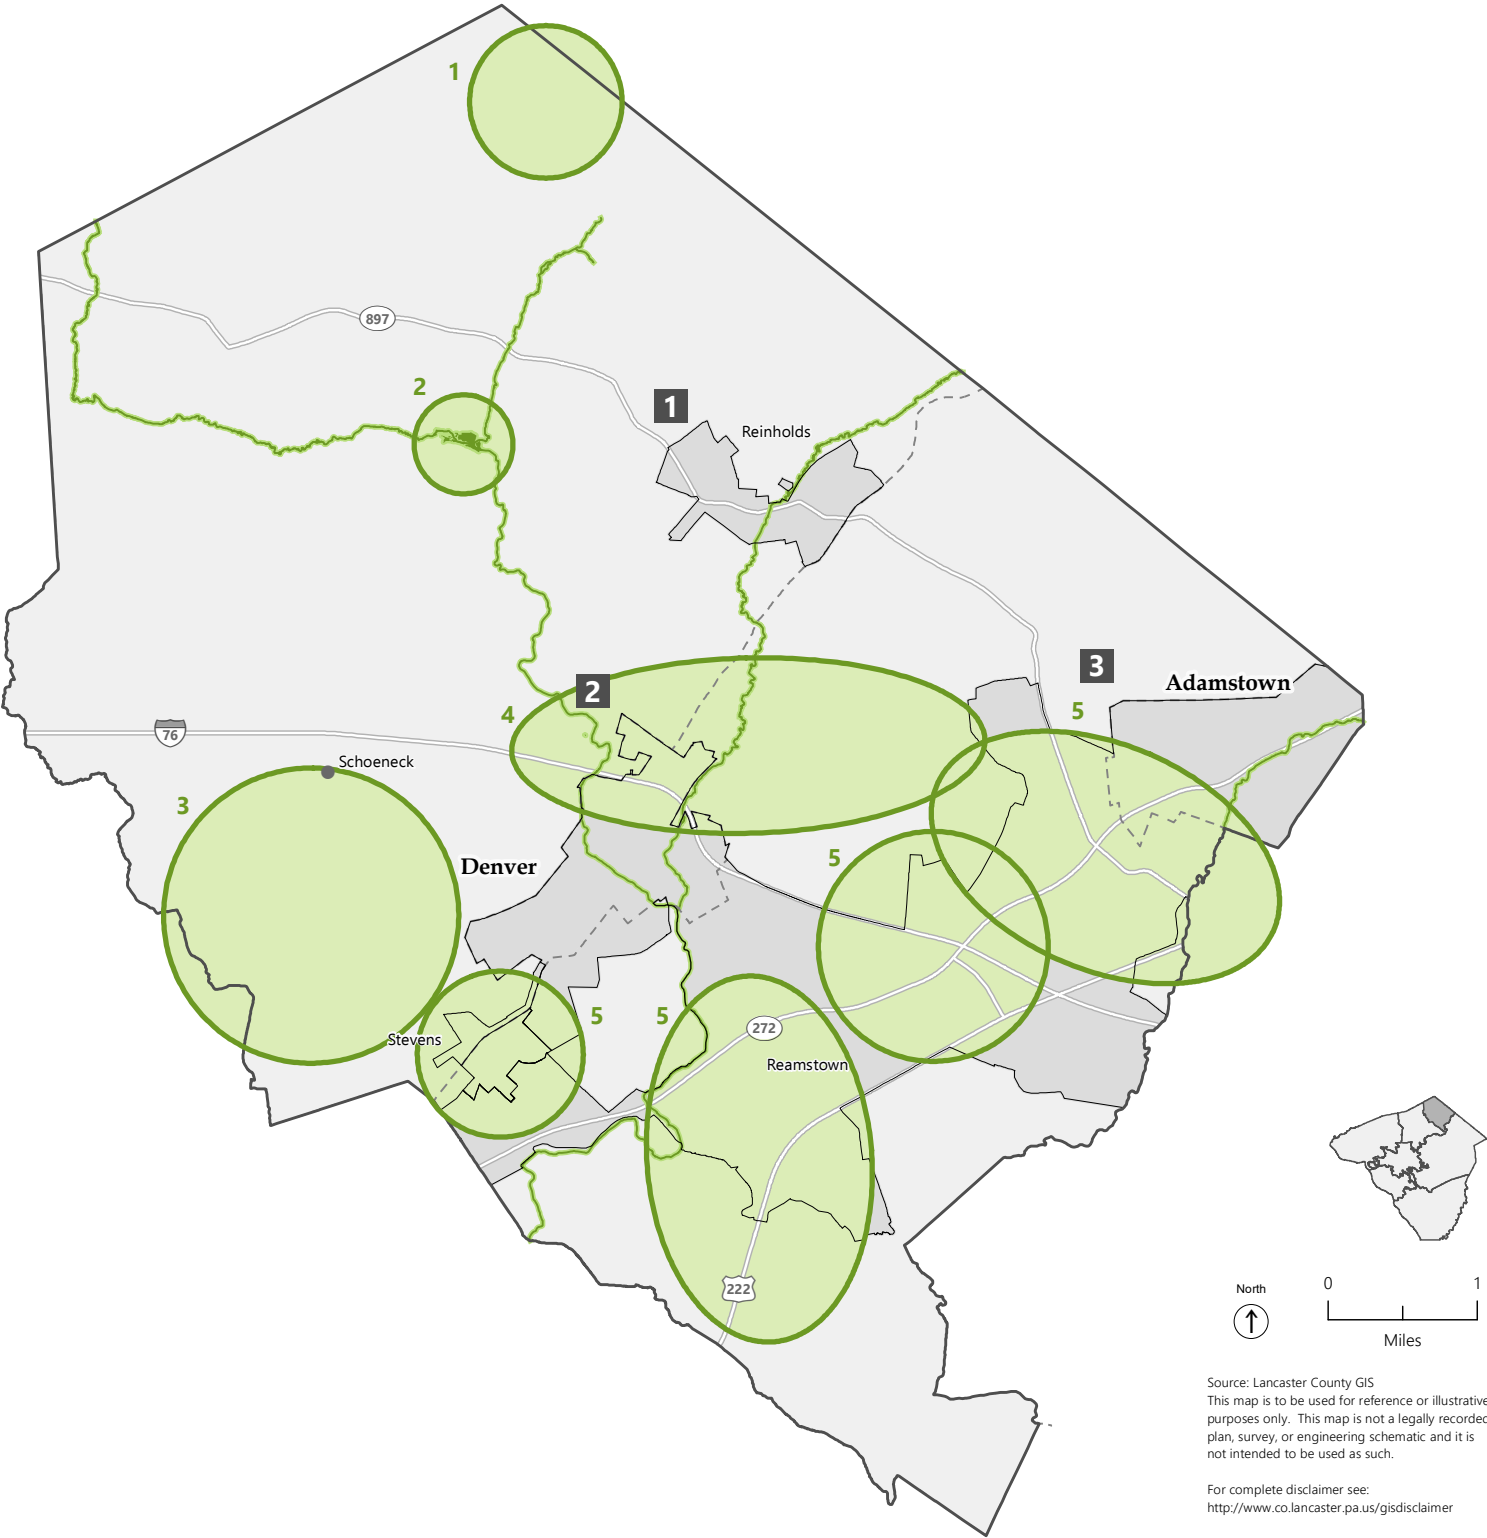 1
897
2
1
Reinholds
3
Adamstown
2
5
4
76
Schoeneck
3
5
Denver
5
5
272
Stevens
Reamstown
222
North
0
1
Miles
Source: Lancaster County GIS
This map is to be used for reference or illustrative
purposes only. This map is not a legally recorded
plan, survey, or engineering schematic and it is
not intended to be used as such.
For complete disclaimer see:
http://www.co.lancaster.pa.us/gisdisclaimer